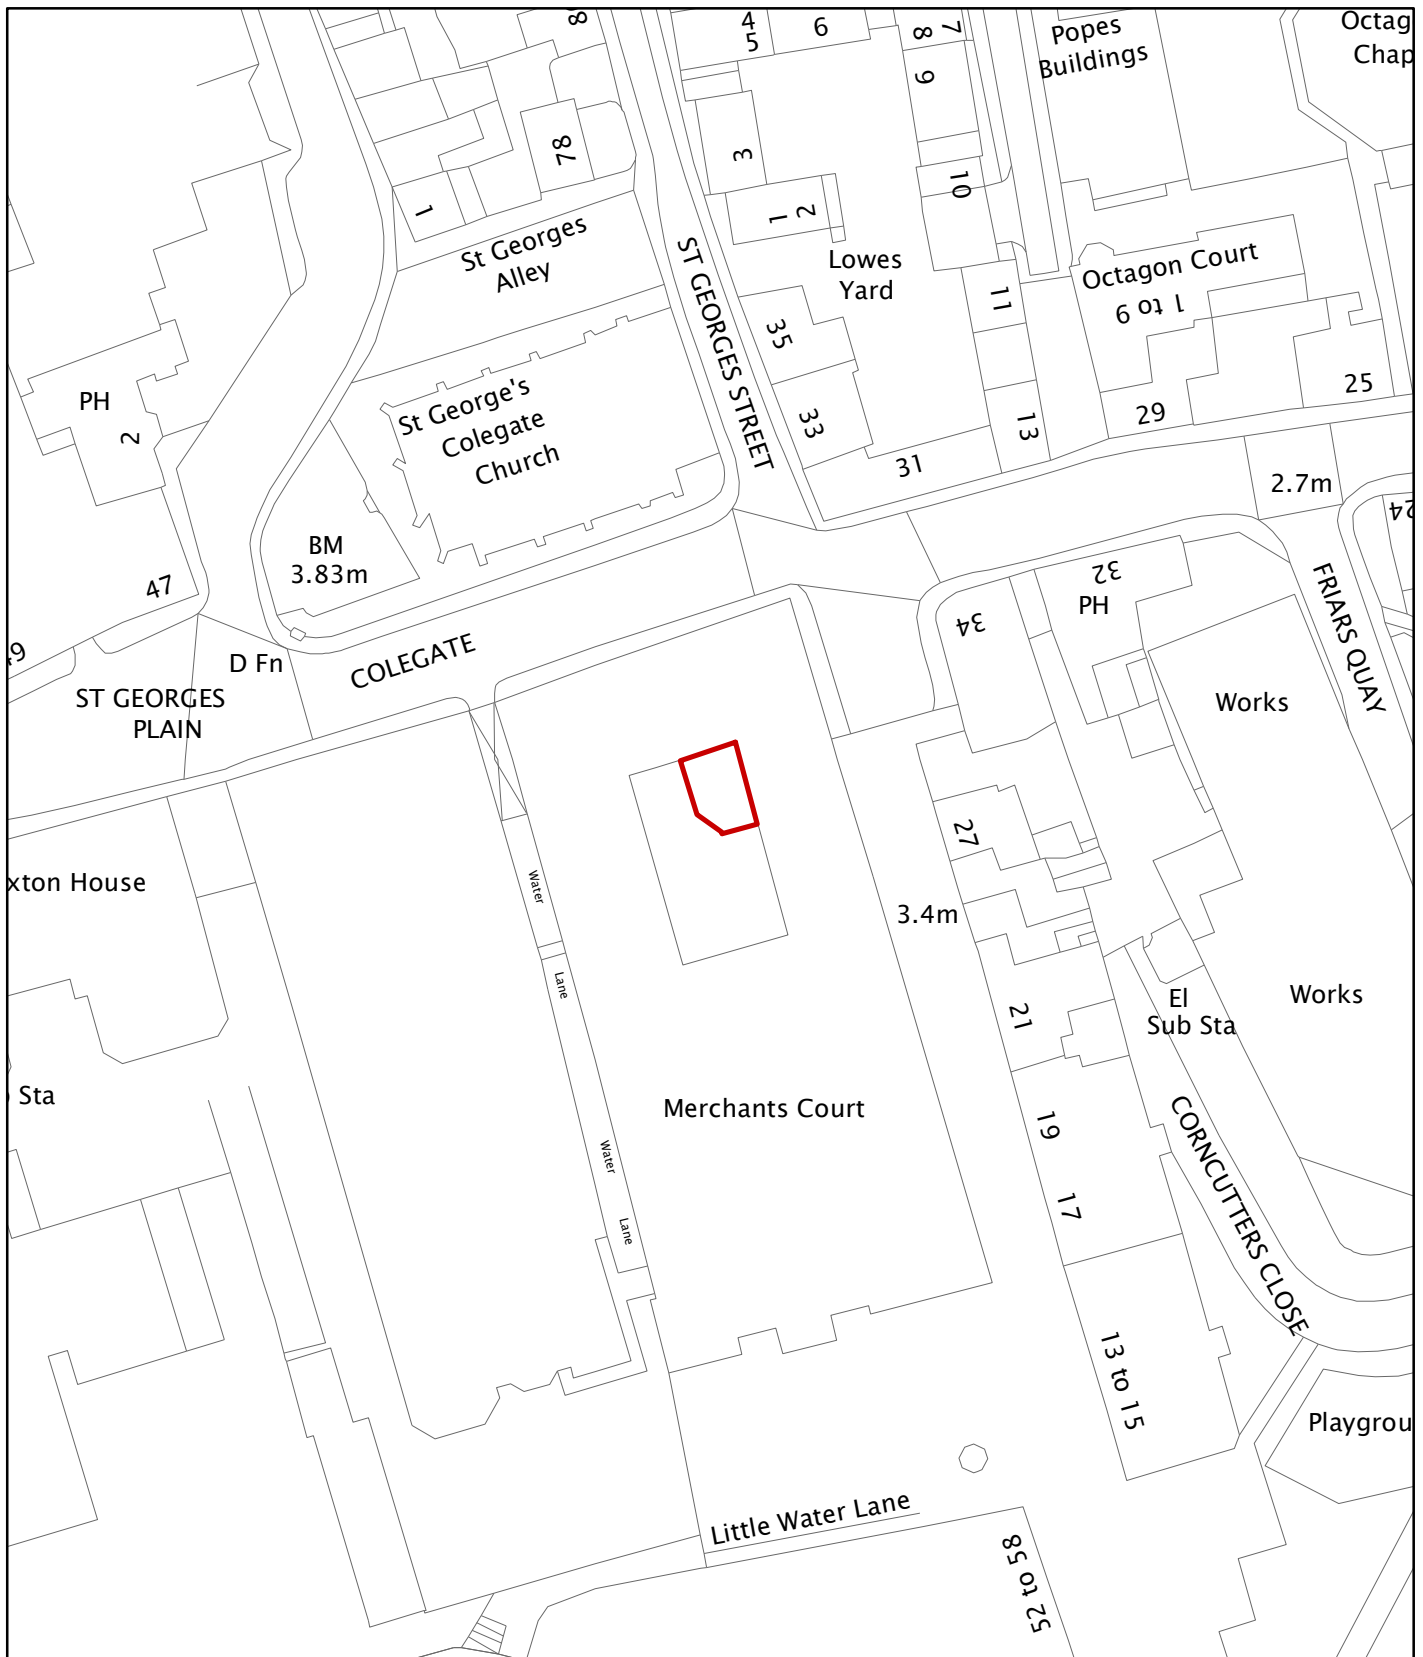 4
5
6
8
7
9
Popes
Buildings
Octag
Chap
78
3
1
1
2
10
St Georges
Alley
ST GEORGES STREET
Lowes
Yard
11
Octagon Court
1 to 9
35
PH
2
St George's
Colegate
Church
33
31
13
29
25
2.7m
24
BM
3.83m
47
49
D Fn
COLEGATE
ST GEORGES
PLAIN
34
32
PH
FRIARS QUAY
Works
27
xton House
Water
Lane
3.4m
21
El
Sub Sta
Works
Sta
Merchants Court
19
17
Water
Lane
CORNCUTTERS CLOSE
13 to 15
Playgrou
Little Water Lane
52 to 58